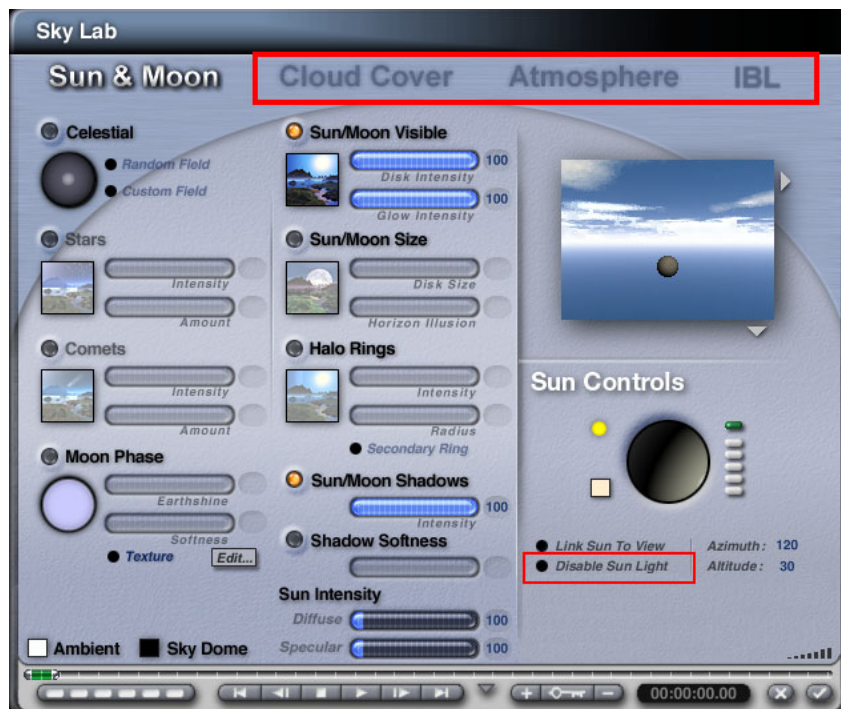 Sky Lab
Sun & Moon Cloud Cover Atmosphere IBL
Celestial
Random Field
Custom Field
Stars
Intensity
Amount
Comets
Intensity
Amount
Moon Phase
Earthshine
Softness
Texture Edit...
Ambient Sky Dome
Sun/Moon Visible
100
Disk Intensity
100
Glow Intensity
Sun/Moon Size
Disk Size
Horizon Illusion
Halo Rings
Intensity
Radius
Secondary Ring
Sun/Moon Shadows
100
Intensity
Shadow Softness
Sun Intensity
Diffuse 100
Specular 100
Sun Controls
Link Sun To View Azimuth: 120
Disable Sun Light Altitude: 30
00:00:00.00